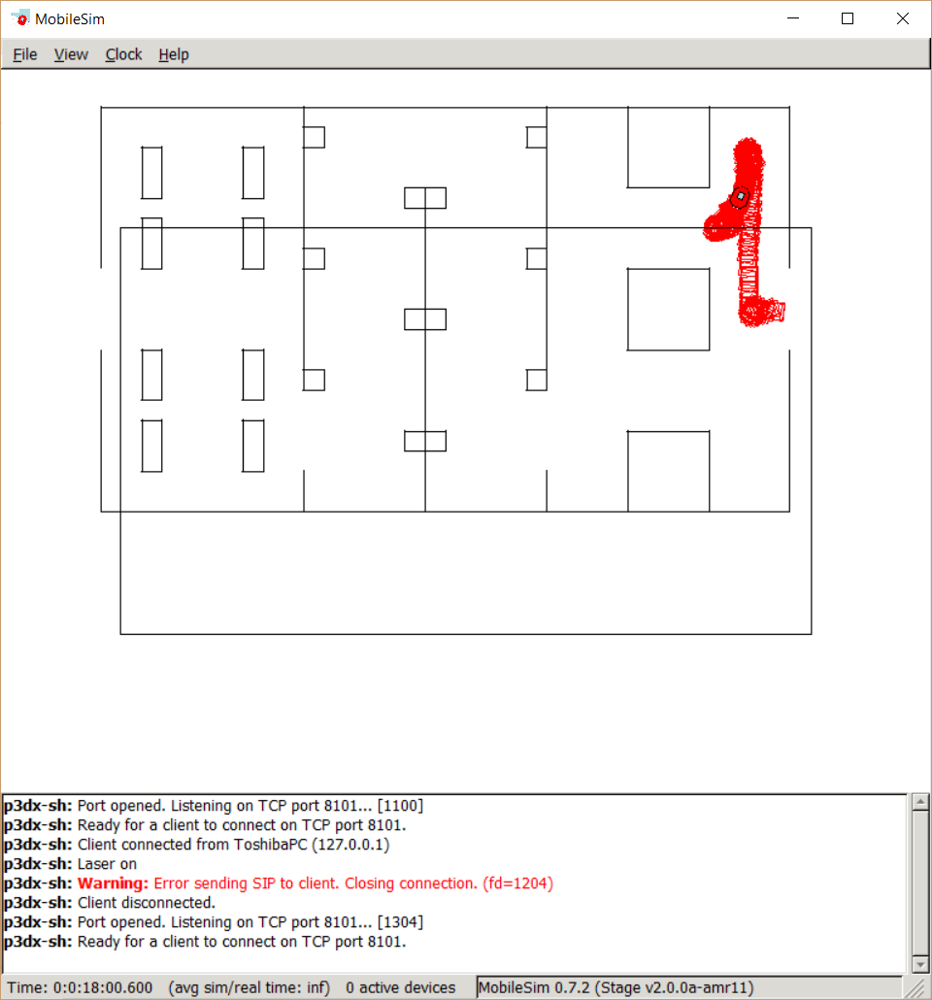 MobileSim
File View Clock Help
p3dx-sh: Port opened. Listening on TCP port 8101... [1100]
p3dx-sh: Ready for a client to connect on TCP port 8101.
p3dx-sh: Client connected from ToshibaPC (127.0.0.1)
p3dx-sh: Laser on
p3dx-sh: Warning: Error sending SIP to client. Closing connection. (fd=1204)
p3dx-sh: Client disconnected.
p3dx-sh: Port opened. Listening on TCP port 8101... [1304]
p3dx-sh: Ready for a client to connect on TCP port 8101.
Time: 0:0:18:00.600 (avg sim/real time: inf) 0 active devices MobileSim 0.7.2 (Stage v2.0.0a-amr11)